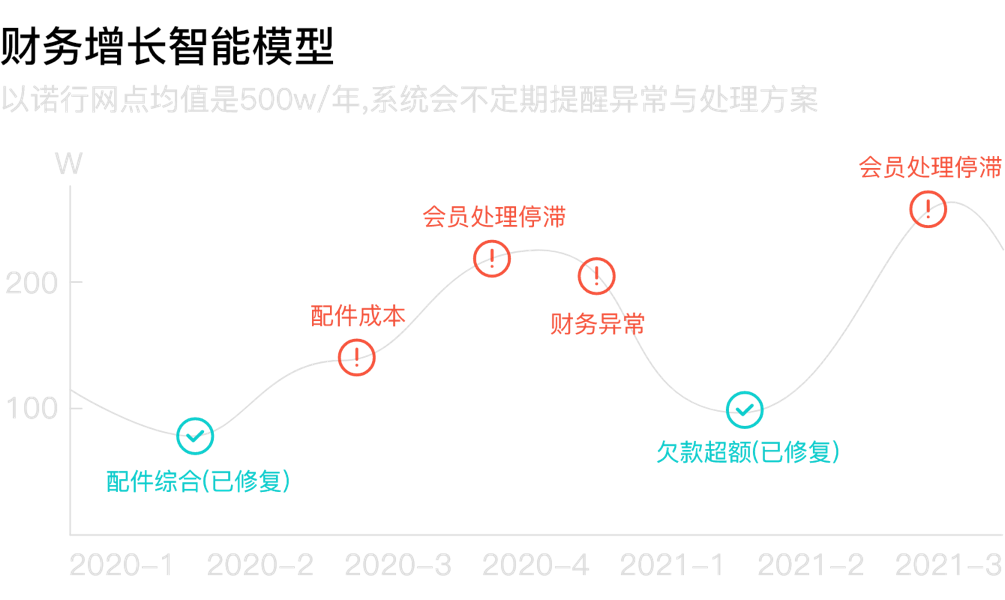 财务增长智能模型
以诺行网点均值是500w/年,系统会不定期提醒异常与处理方案
W
会员处理停滞
会员处理停滞
200
配件成本
财务异常
100
欠款超额(已修复)
配件综合(已修复)
2020-1 2020-2 2020-3 2020-4 2021-1 2021-2 2021-3